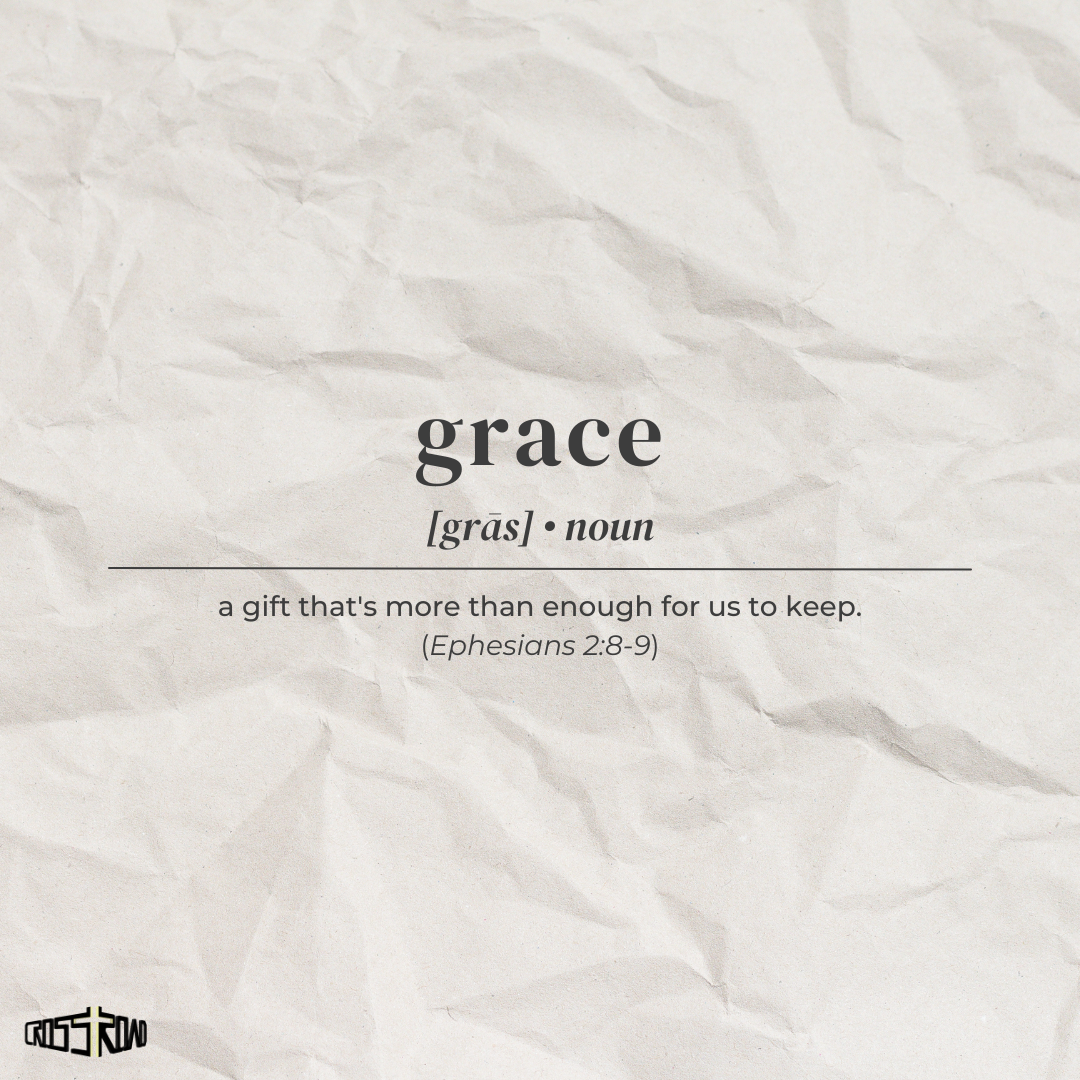 grace
[grās] • noun
a gift that's more than enough for us to keep.
(Ephesians 2:8-9)
CROSSROAD